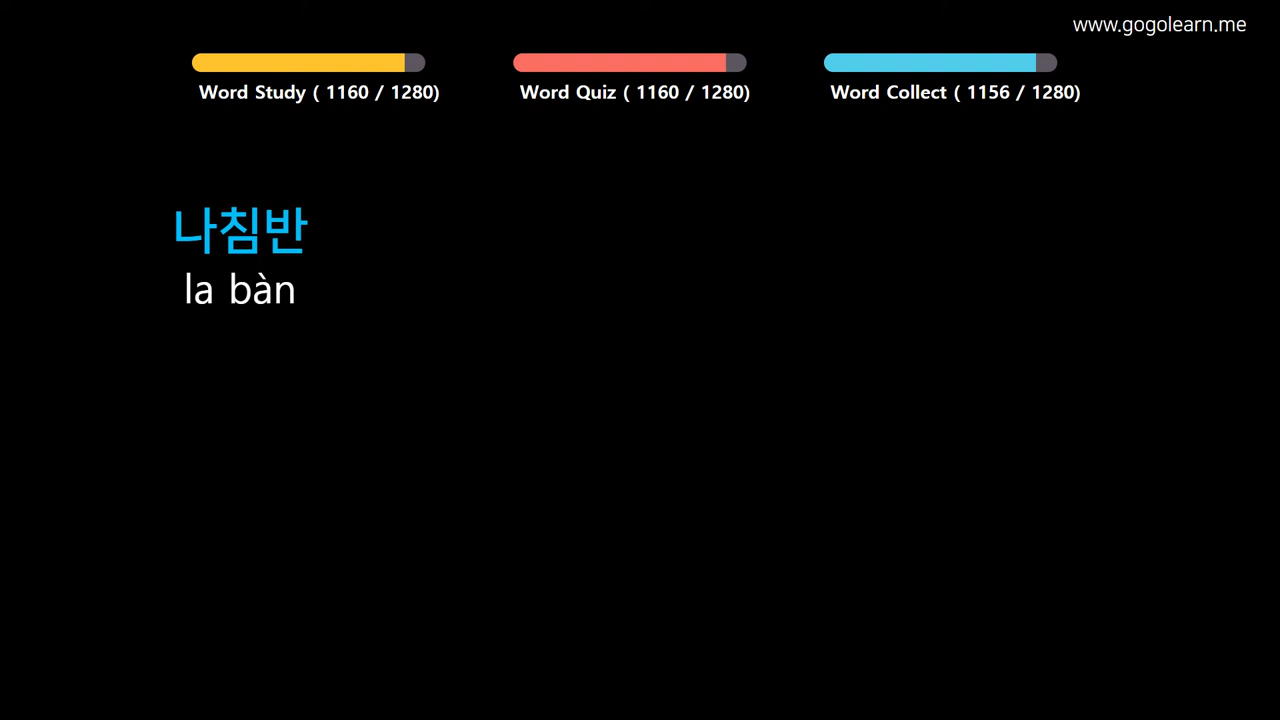 www.gogolearn.me
Word Study ( 1160 / 1280)
Word Quiz ( 1160 / 1280)
Word Collect ( 1156 / 1280)
나침반
la bàn